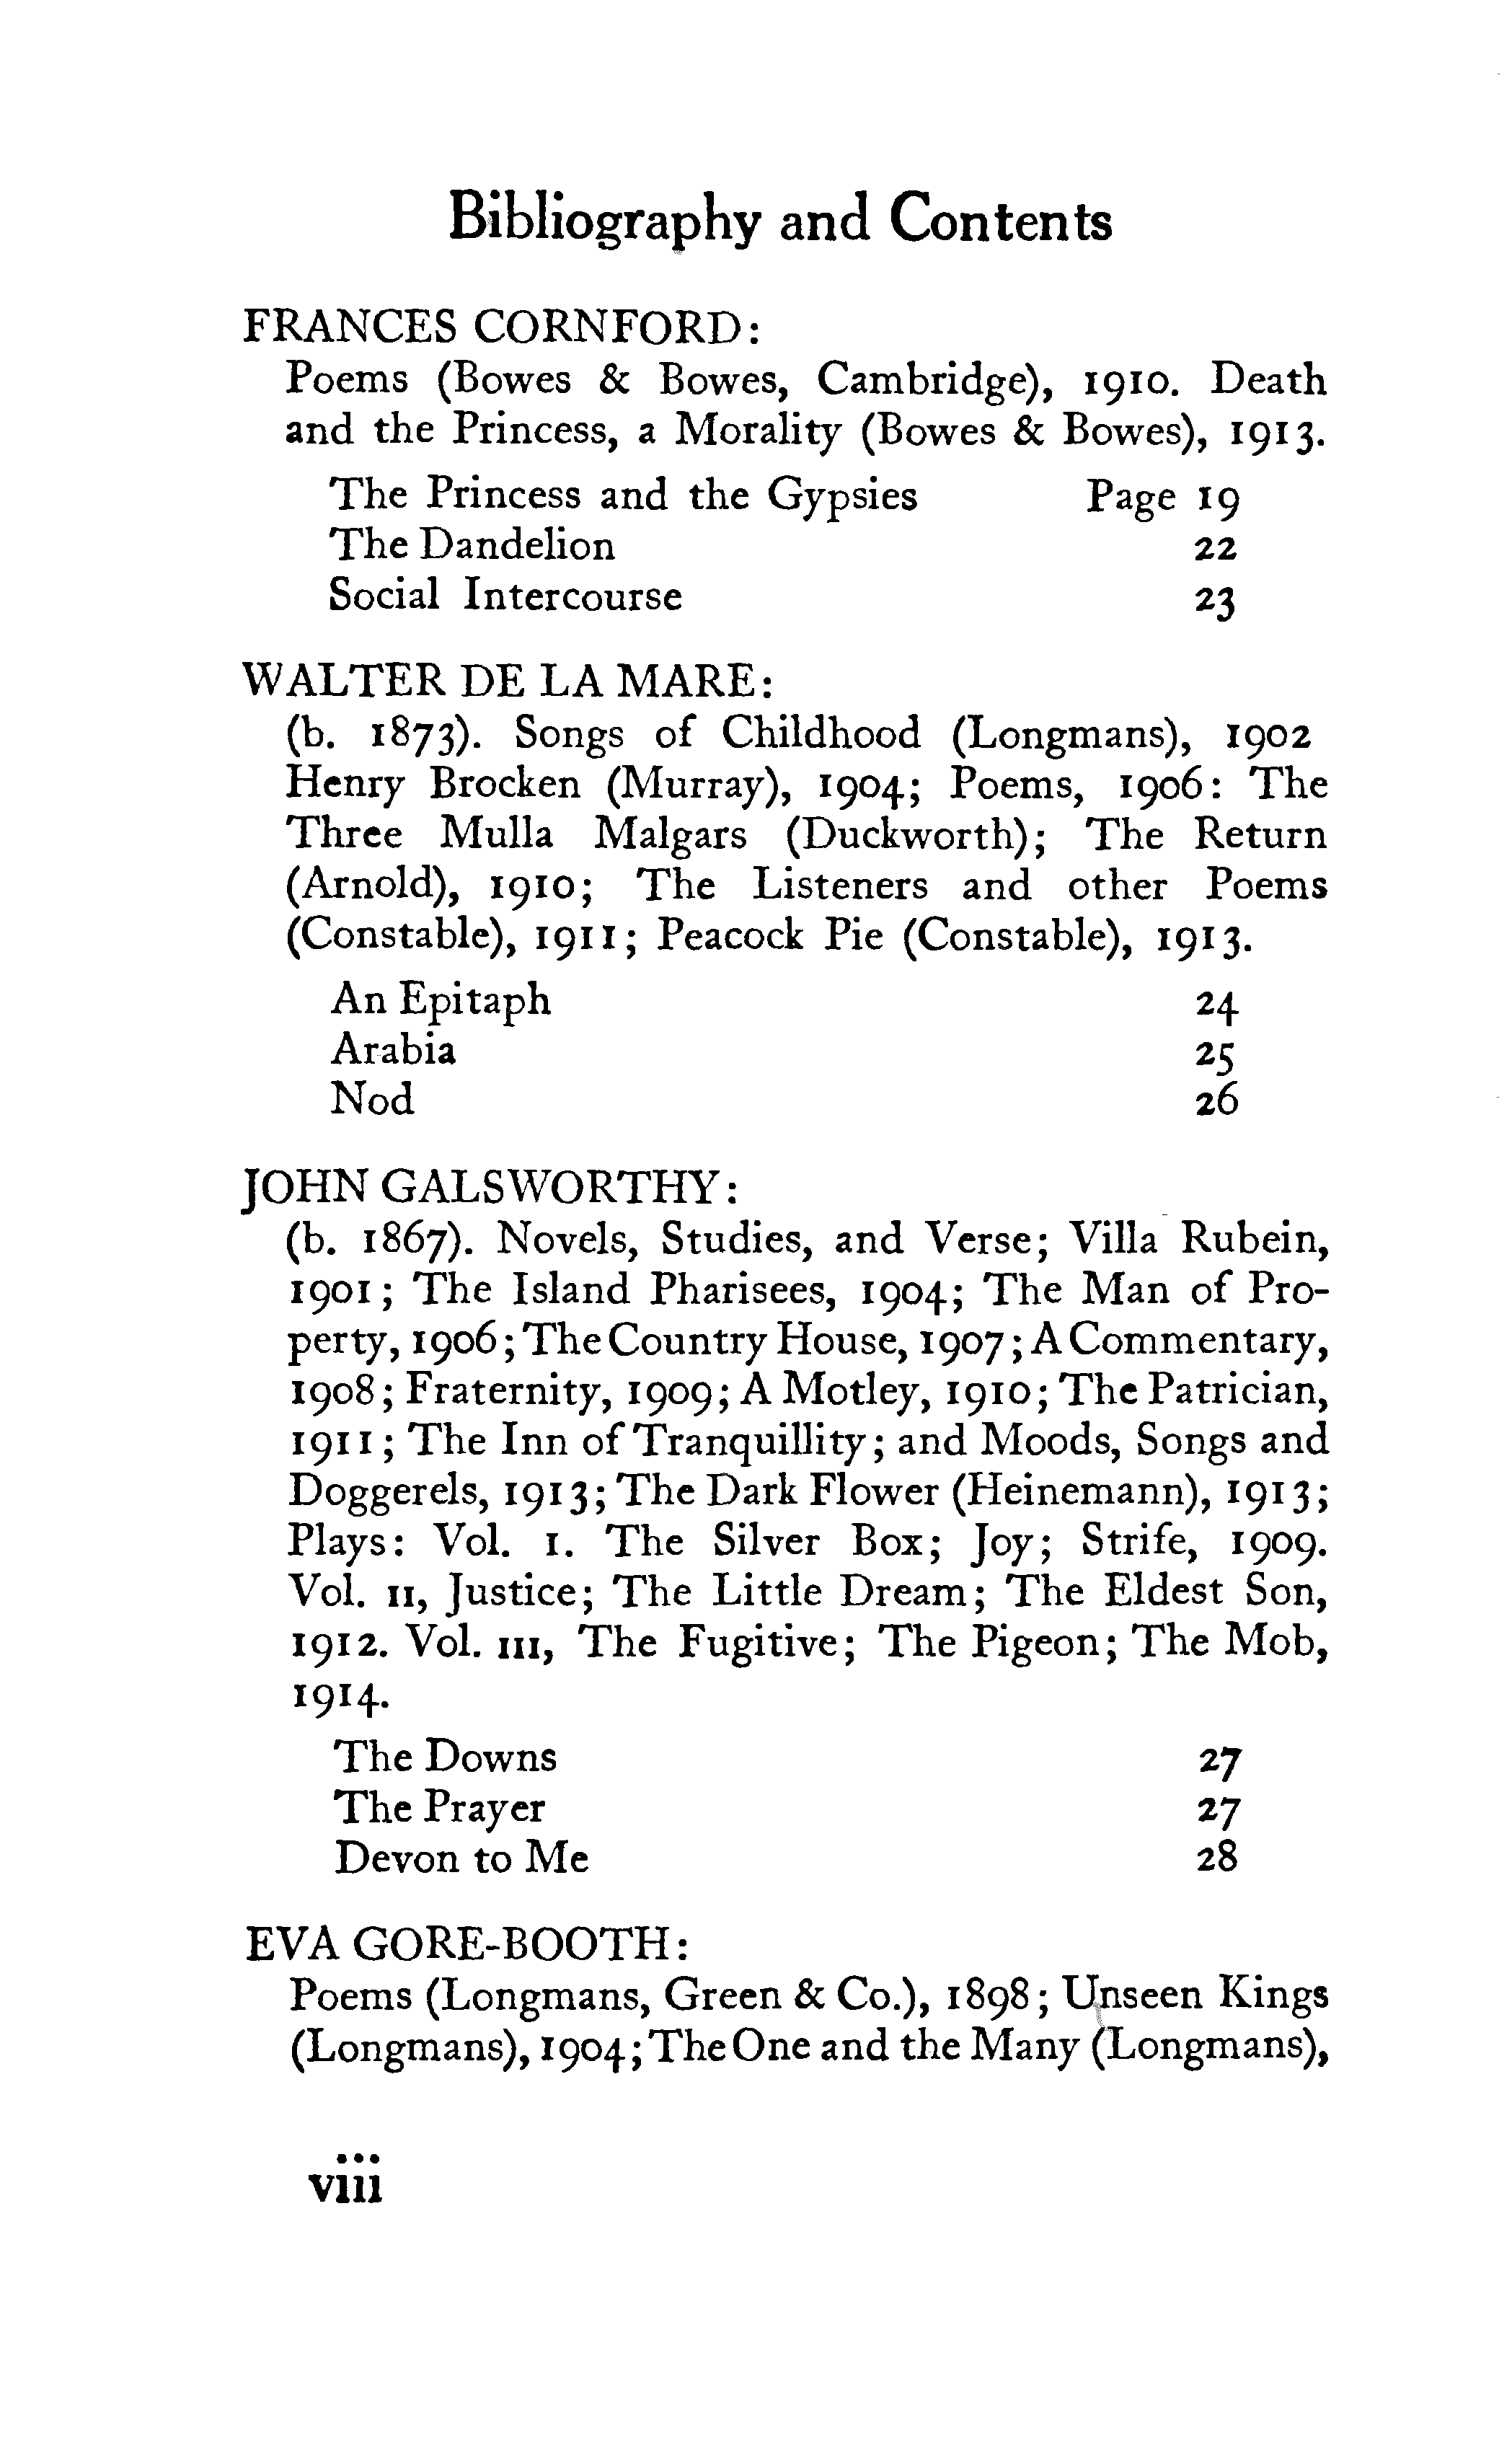 Bibliography and Contents
FRANCES CORNFORD:
Poems (Bowes & Bowes, Cambridge), 1910. Death
and the Princess, a Morality (Bowes & Bowes), 1913.
The Princess and the Gypsies Page 19
The Dandelion 22
Social Intercourse 23
WALTER DE LA MARE:
(b. 1873). Songs of Childhood (Longmans), 1902
Henry Brocken (Murray), 1904; Poems, 1906: The
Three Mulla Malgars (Duckworth); The Return
(Arnold), 1910; The Listeners and other Poems
(Constable), 1911; Peacock Pie (Constable), 1913.
An Epitaph 24
Arabia 25
Nod 26
JOHN GALSWORTHY:
(b. 1867). Novels, Studies, and Verse; Villa Rubein,
1901; The Island Pharisees, 1904; The Man of Pro-
perty, 1906; The Country House, 1907; A Commentary,
1908; Fraternity, 1909; A Motley, 1910; The Patrician,
1911; The Inn of Tranquillity; and Moods, Songs and
Doggerels, 1913; The Dark Flower (Heinemann), 1913;
Plays: Vol. I. The Silver Box; Joy; Strife, 1909.
Vol. II, Justice; The Little Dream; The Eldest Son,
1912. Vol. III, The Fugitive; The Pigeon; The Mob,
1914.
The Downs 27
The Prayer 27
Devon to Me 28
EVA GORE-BOOTH:
Poems (Longmans, Green & Co.), 1898; Unseen Kings
(Longmans), 1904; The One and the Many (Longmans),
viii